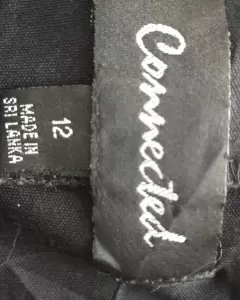 Connected
12
MADE IN
SRI LANKA